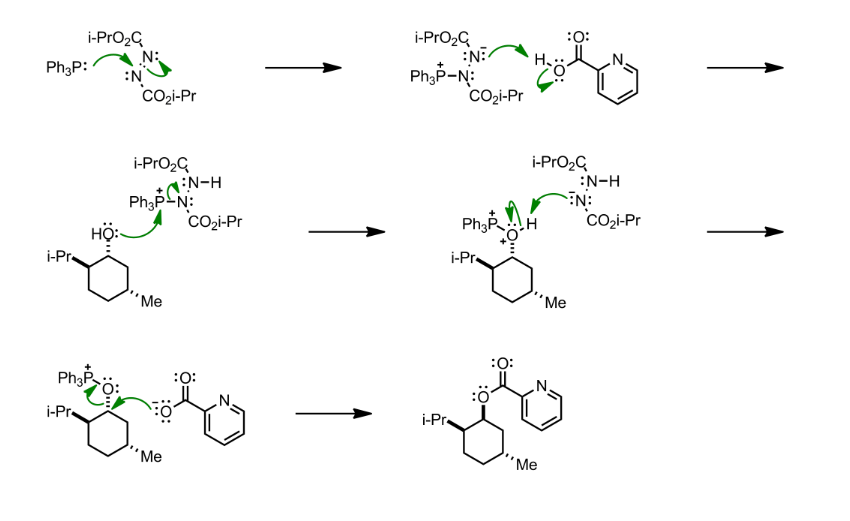 i-PrO₂C
N:
Ph₃P:
:N
CO₂i-Pr
i-PrO₂C
:N⁻
H
:O:
Ph₃P⁺–N:
O
N
CO₂i-Pr
i-PrO₂C
:N–H
Ph₃P⁺–N:
CO₂i-Pr
HO:
i-Pr
Me
i-PrO₂C
:N–H
⁻:N:
CO₂i-Pr
Ph₃P⁺
H
O⁺
i-Pr
Me
Ph₃P⁺
O:
:O:
N
⁻:O:
i-Pr
Me
:O:
N
:O
i-Pr
Me